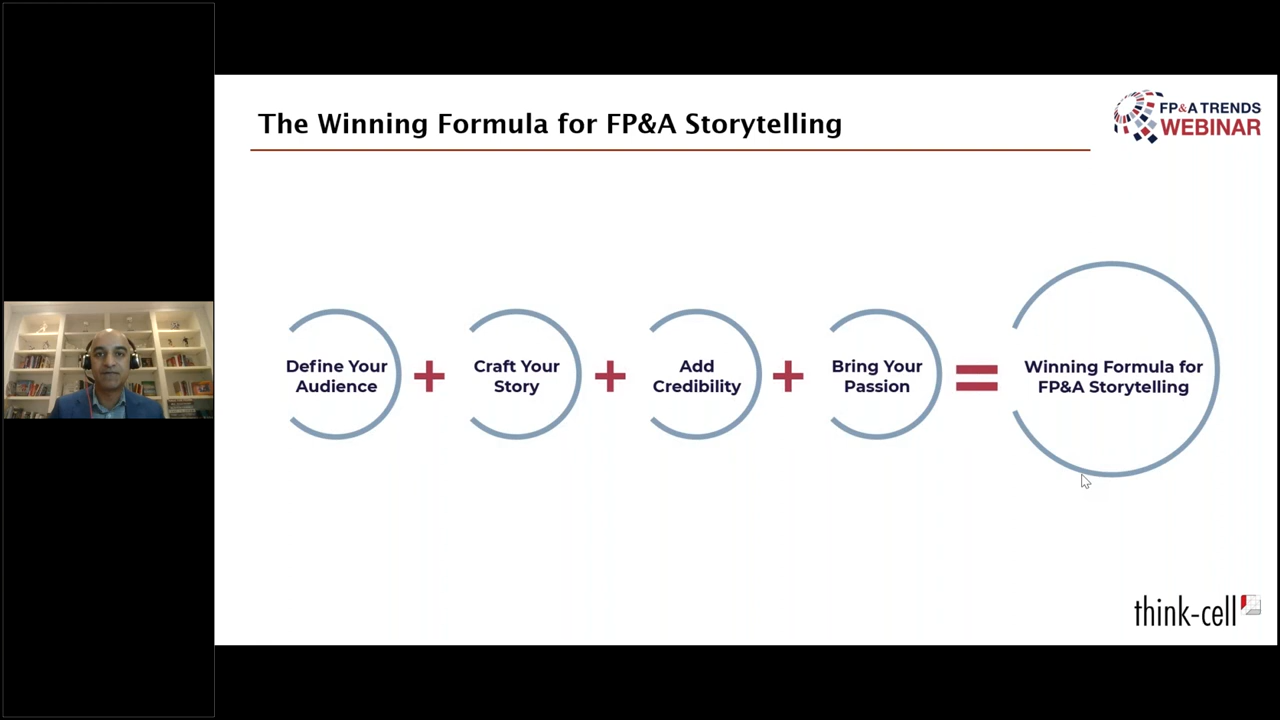 The Winning Formula for FP&A Storytelling
FP&A TRENDS
WEBINAR
Define Your
Audience
+
Craft Your
Story
+
Add
Credibility
+
Bring Your
Passion
=
Winning Formula for
FP&A Storytelling
think-cell